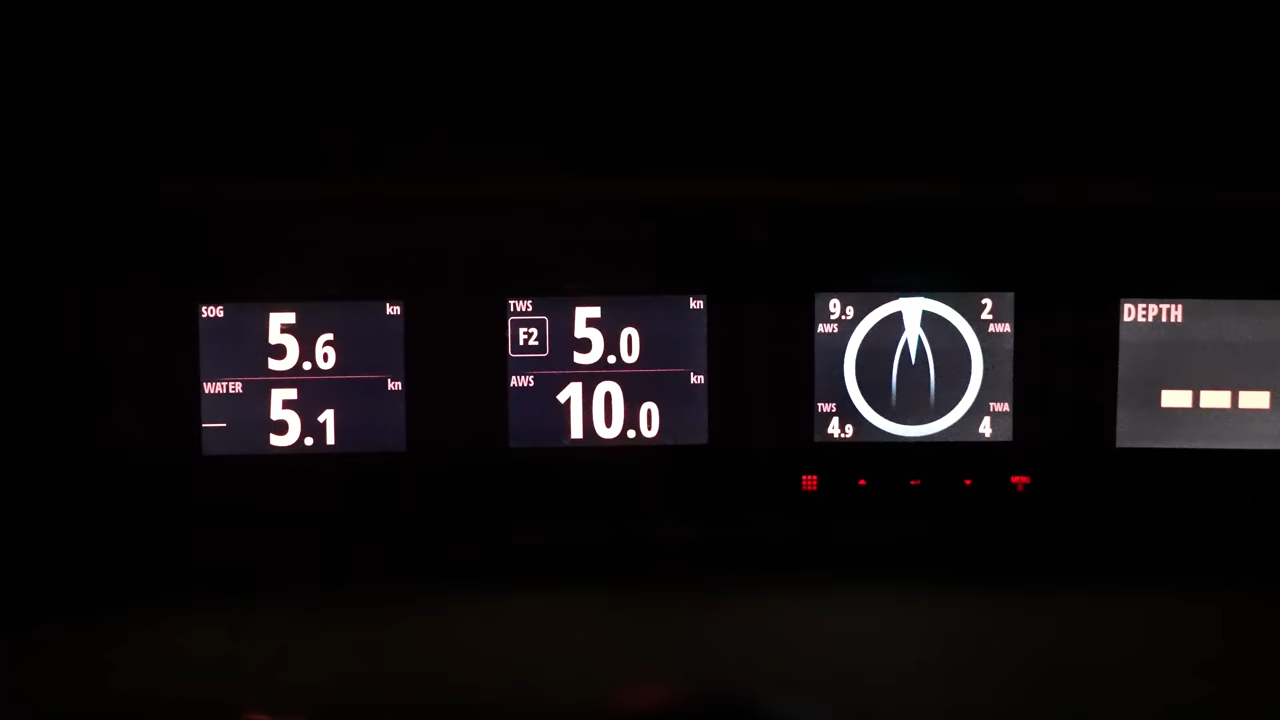 SOG kn
5.6
WATER kn
5.1
TWS kn
F2 5.0
AWS kn
10.0
9.9 2
AWS AWA
TWS TWA
4.9 4
MENU
DEPTH
---